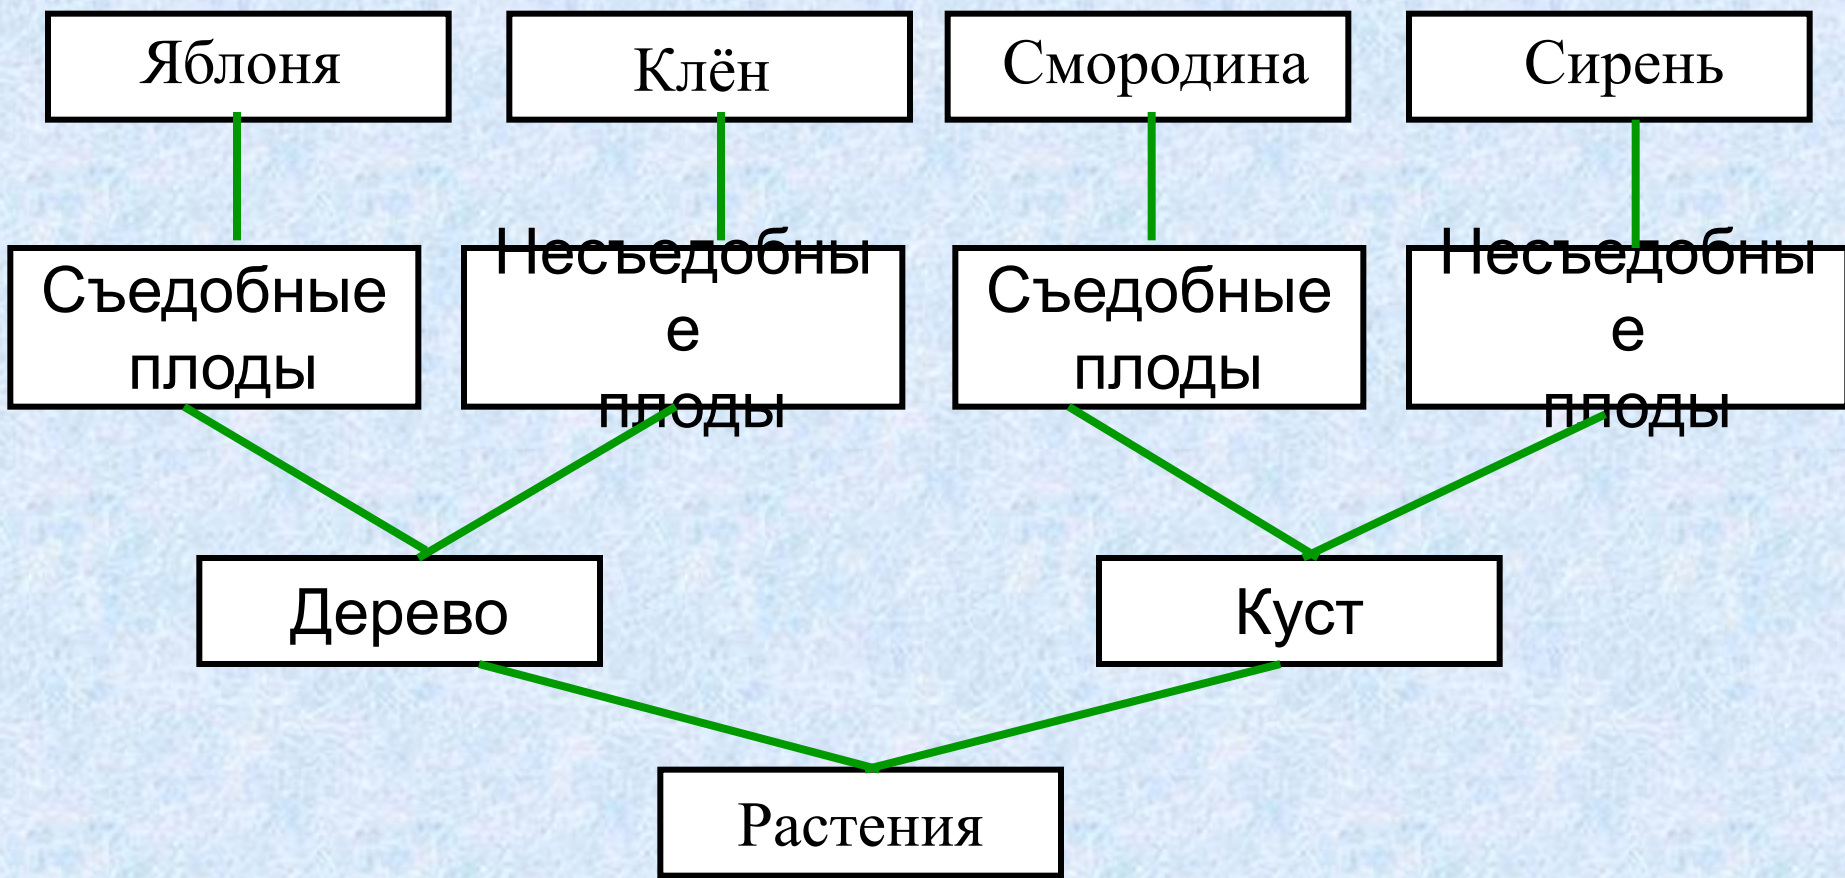 Яблоня
Клён
Смородина
Сирень
Съедобные
плоды
Несъедобны
е
плоды
Съедобные
плоды
Несъедобны
е
плоды
Дерево
Куст
Растения